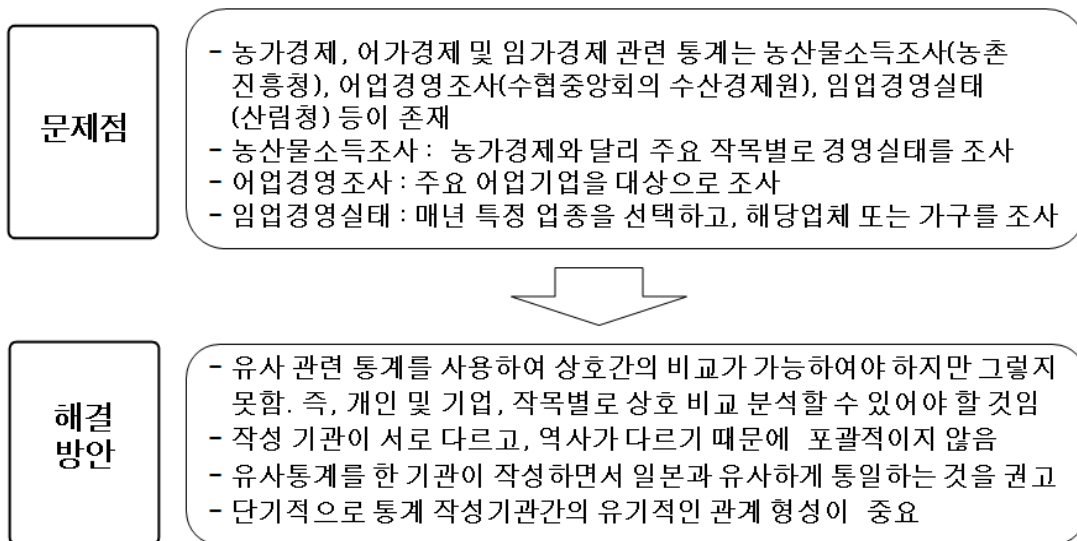 문제점
- 농가경제, 어가경제 및 임가경제 관련 통계는 농산물소득조사(농촌
진흥청), 어업경영조사(수협중앙회의 수산경제원), 임업경영실태
(산림청) 등이 존재
- 농산물소득조사 : 농가경제와 달리 주요 작목별로 경영실태를 조사
- 어업경영조사 : 주요 어업기업을 대상으로 조사
- 임업경영실태 : 매년 특정 업종을 선택하고, 해당업체 또는 가구를 조사
해결
방안
- 유사 관련 통계를 사용하여 상호간의 비교가 가능하여야 하지만 그렇지
못함. 즉, 개인 및 기업, 작목별로 상호 비교 분석할 수 있어야 할 것임
- 작성 기관이 서로 다르고, 역사가 다르기 때문에 포괄적이지 않음
- 유사통계를 한 기관이 작성하면서 일본과 유사하게 통일하는 것을 권고
- 단기적으로 통계 작성기관간의 유기적인 관계 형성이 중요